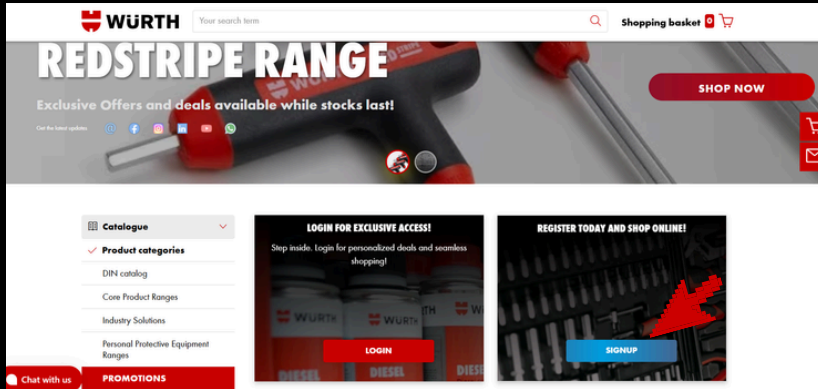 WÜRTH
Your search term
Shopping basket 0
REDSTRIPE RANGE
Exclusive Offers and deals available while stocks last!
SHOP NOW
Get the latest updates
Catalogue
Product categories
DIN catalog
Core Product Ranges
Industry Solutions
Personal Protective Equipment
Ranges
PROMOTIONS
LOGIN FOR EXCLUSIVE ACCESS!
Step inside. Login for personalized deals and seamless
shopping!
WURTH
WURTH
LOGIN
DIESEL
DIESEL
REGISTER TODAY AND SHOP ONLINE!
SIGNUP
Chat with us